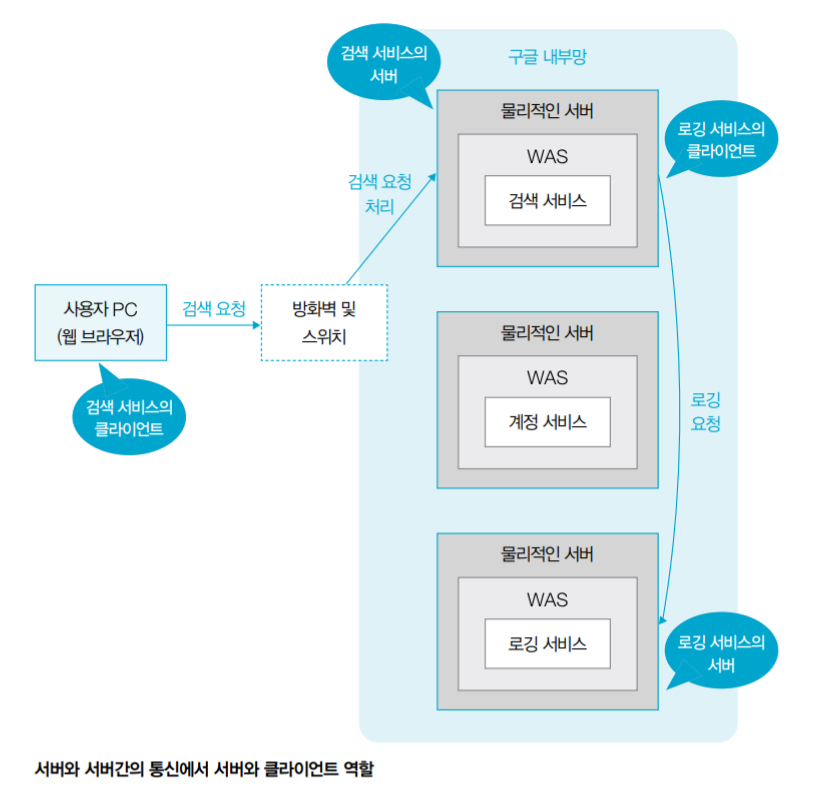 검색 서비스의
서버
구글 내부망
물리적인 서버
WAS
검색 서비스
로깅 서비스의
클라이언트
검색 요청
처리
사용자 PC
(웹 브라우저)
검색 요청
방화벽 및
스위치
검색 서비스의
클라이언트
물리적인 서버
WAS
계정 서비스
로깅
요청
물리적인 서버
WAS
로깅 서비스
로깅 서비스의
서버
서버와 서버간의 통신에서 서버와 클라이언트 역할